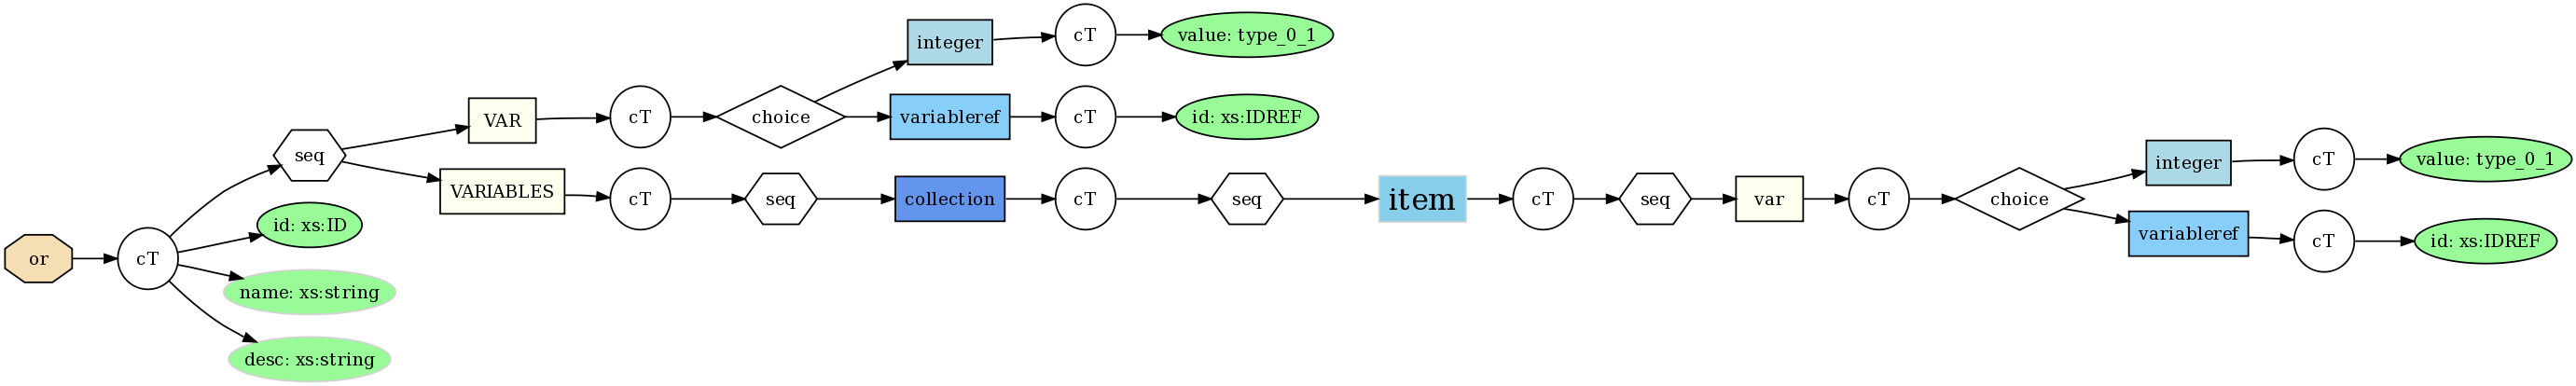 or
cT
seq
id: xs:ID
name: xs:string
desc: xs:string
VAR
cT
choice
integer
cT
value: type_0_1
variableref
cT
id: xs:IDREF
VARIABLES
cT
seq
collection
cT
seq
item
cT
seq
var
cT
choice
integer
cT
value: type_0_1
variableref
cT
id: xs:IDREF